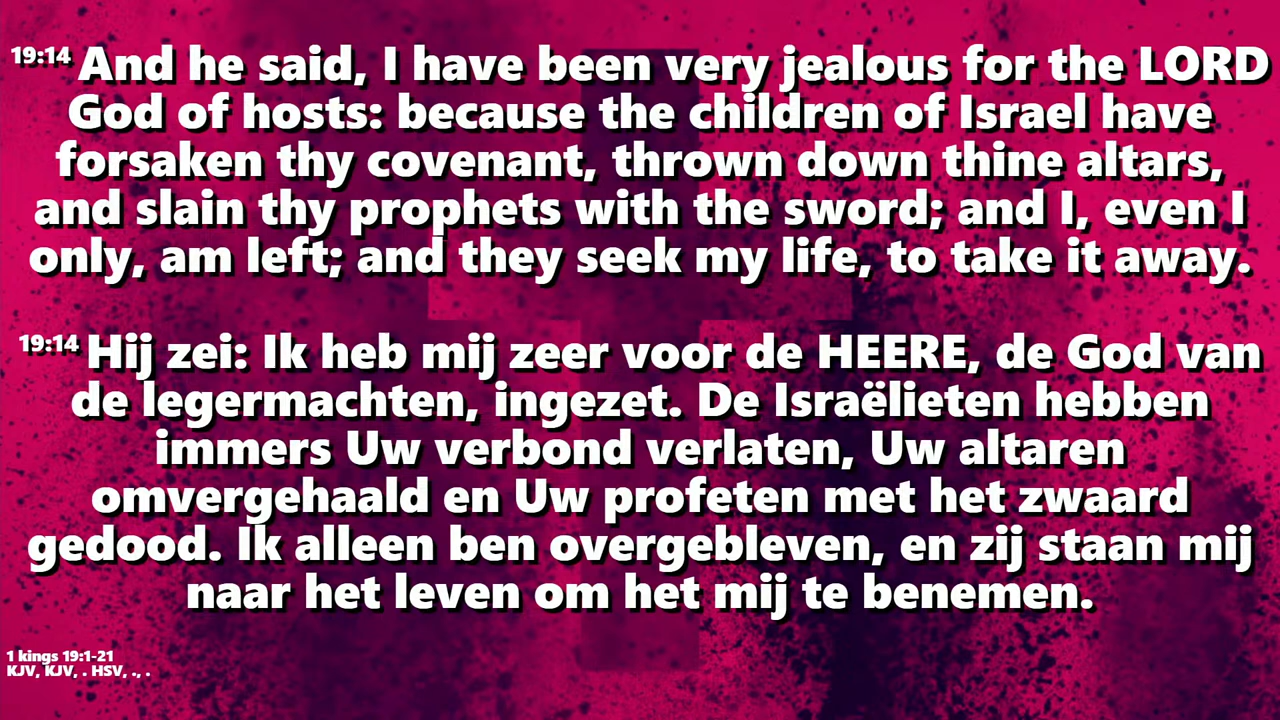 19:14 And he said, I have been very jealous for the LORD
God of hosts: because the children of Israel have
forsaken thy covenant, thrown down thine altars,
and slain thy prophets with the sword; and I, even I
only, am left; and they seek my life, to take it away.
19:14 Hij zei: Ik heb mij zeer voor de HEERE, de God van
de legermachten, ingezet. De Israëlieten hebben
immers Uw verbond verlaten, Uw altaren
omvergehaald en Uw profeten met het zwaard
gedood. Ik alleen ben overgebleven, en zij staan mij
naar het leven om het mij te benemen.
1 kings 19:1-21
KJV, KJV, . HSV, ., .